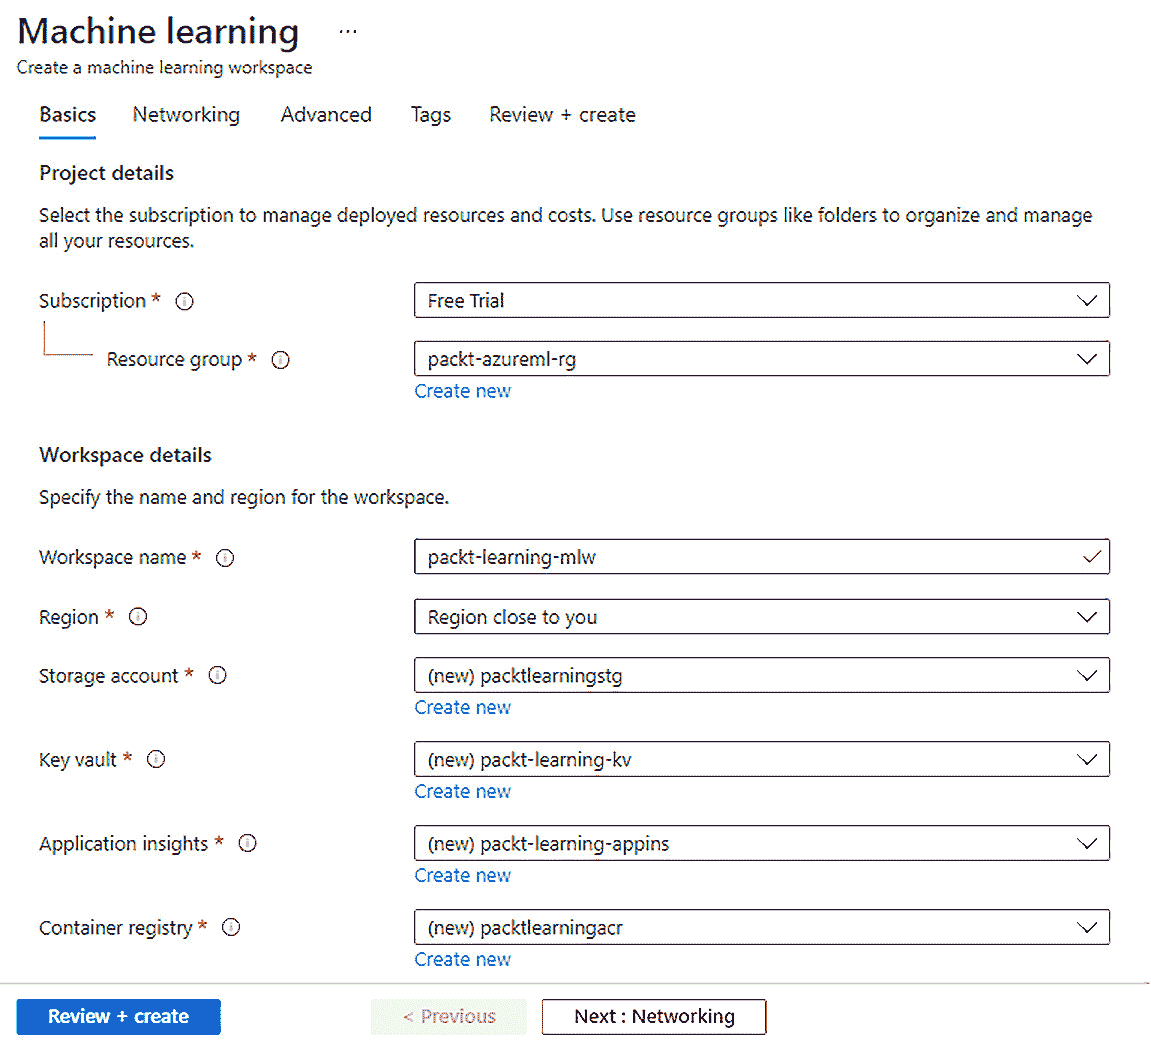 Machine learning ...
Create a machine learning workspace
Basics Networking Advanced Tags Review + create
Project details
Select the subscription to manage deployed resources and costs. Use resource groups like folders to organize and manage
all your resources.
Subscription * Free Trial
Resource group * packt-azureml-rg
Create new
Workspace details
Specify the name and region for the workspace.
Workspace name * packt-learning-mlw
Region * Region close to you
Storage account * (new) packtlearningstg
Create new
Key vault * (new) packt-learning-kv
Create new
Application insights * (new) packt-learning-appins
Create new
Container registry * (new) packtlearningacr
Create new
Review + create < Previous Next : Networking